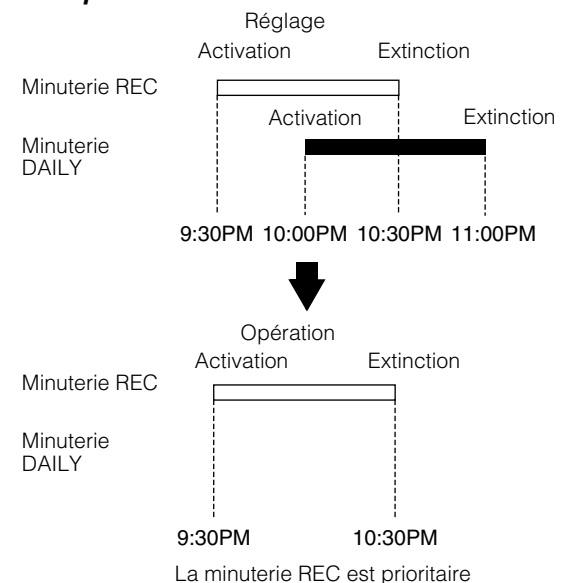 Réglage
Activation Extinction
Minuterie REC
Activation Extinction
Minuterie
DAILY
9:30PM 10:00PM 10:30PM 11:00PM
Opération
Activation Extinction
Minuterie REC
Minuterie
DAILY
9:30PM 10:30PM
La minuterie REC est prioritaire